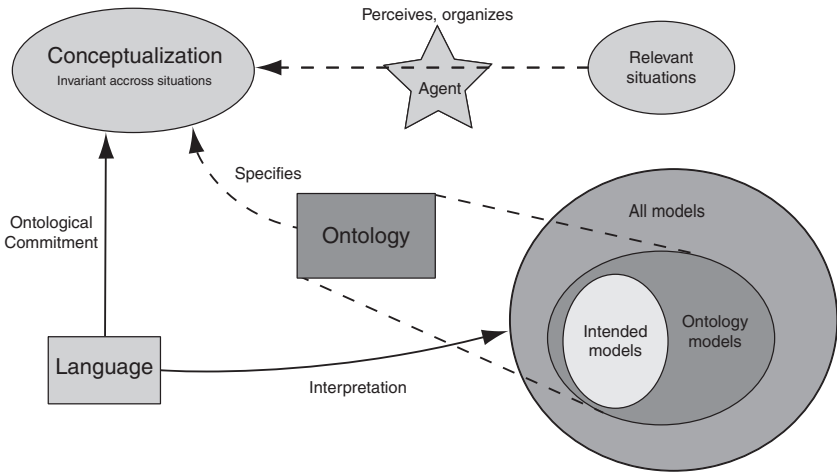 Perceives, organizes
Conceptualization
Invariant accross situations
Agent
Relevant
situations
Specifies
Ontological
Commitment
Ontology
All models
Language
Interpretation
Intended
models
Ontology
models